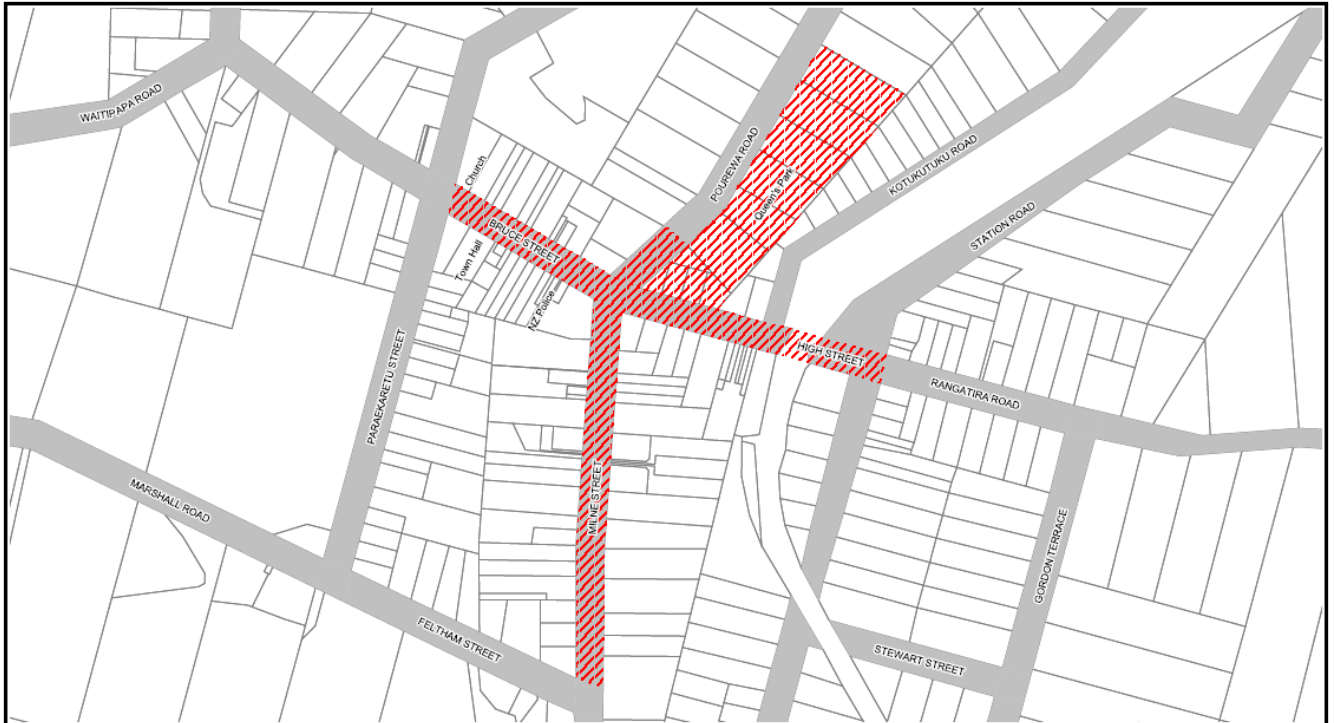 WAITIPAPA ROAD
Church
POUREWA ROAD
KOTUKUTUKU ROAD
Queen's Park
BRUCE STREET
STATION ROAD
Town Hall
NZ Police
PARAEKARETU STREET
HIGH STREET
RANGATIRA ROAD
MARSHALL ROAD
MILNE STREET
GORDON TERRACE
FELTHAM STREET
STEWART STREET